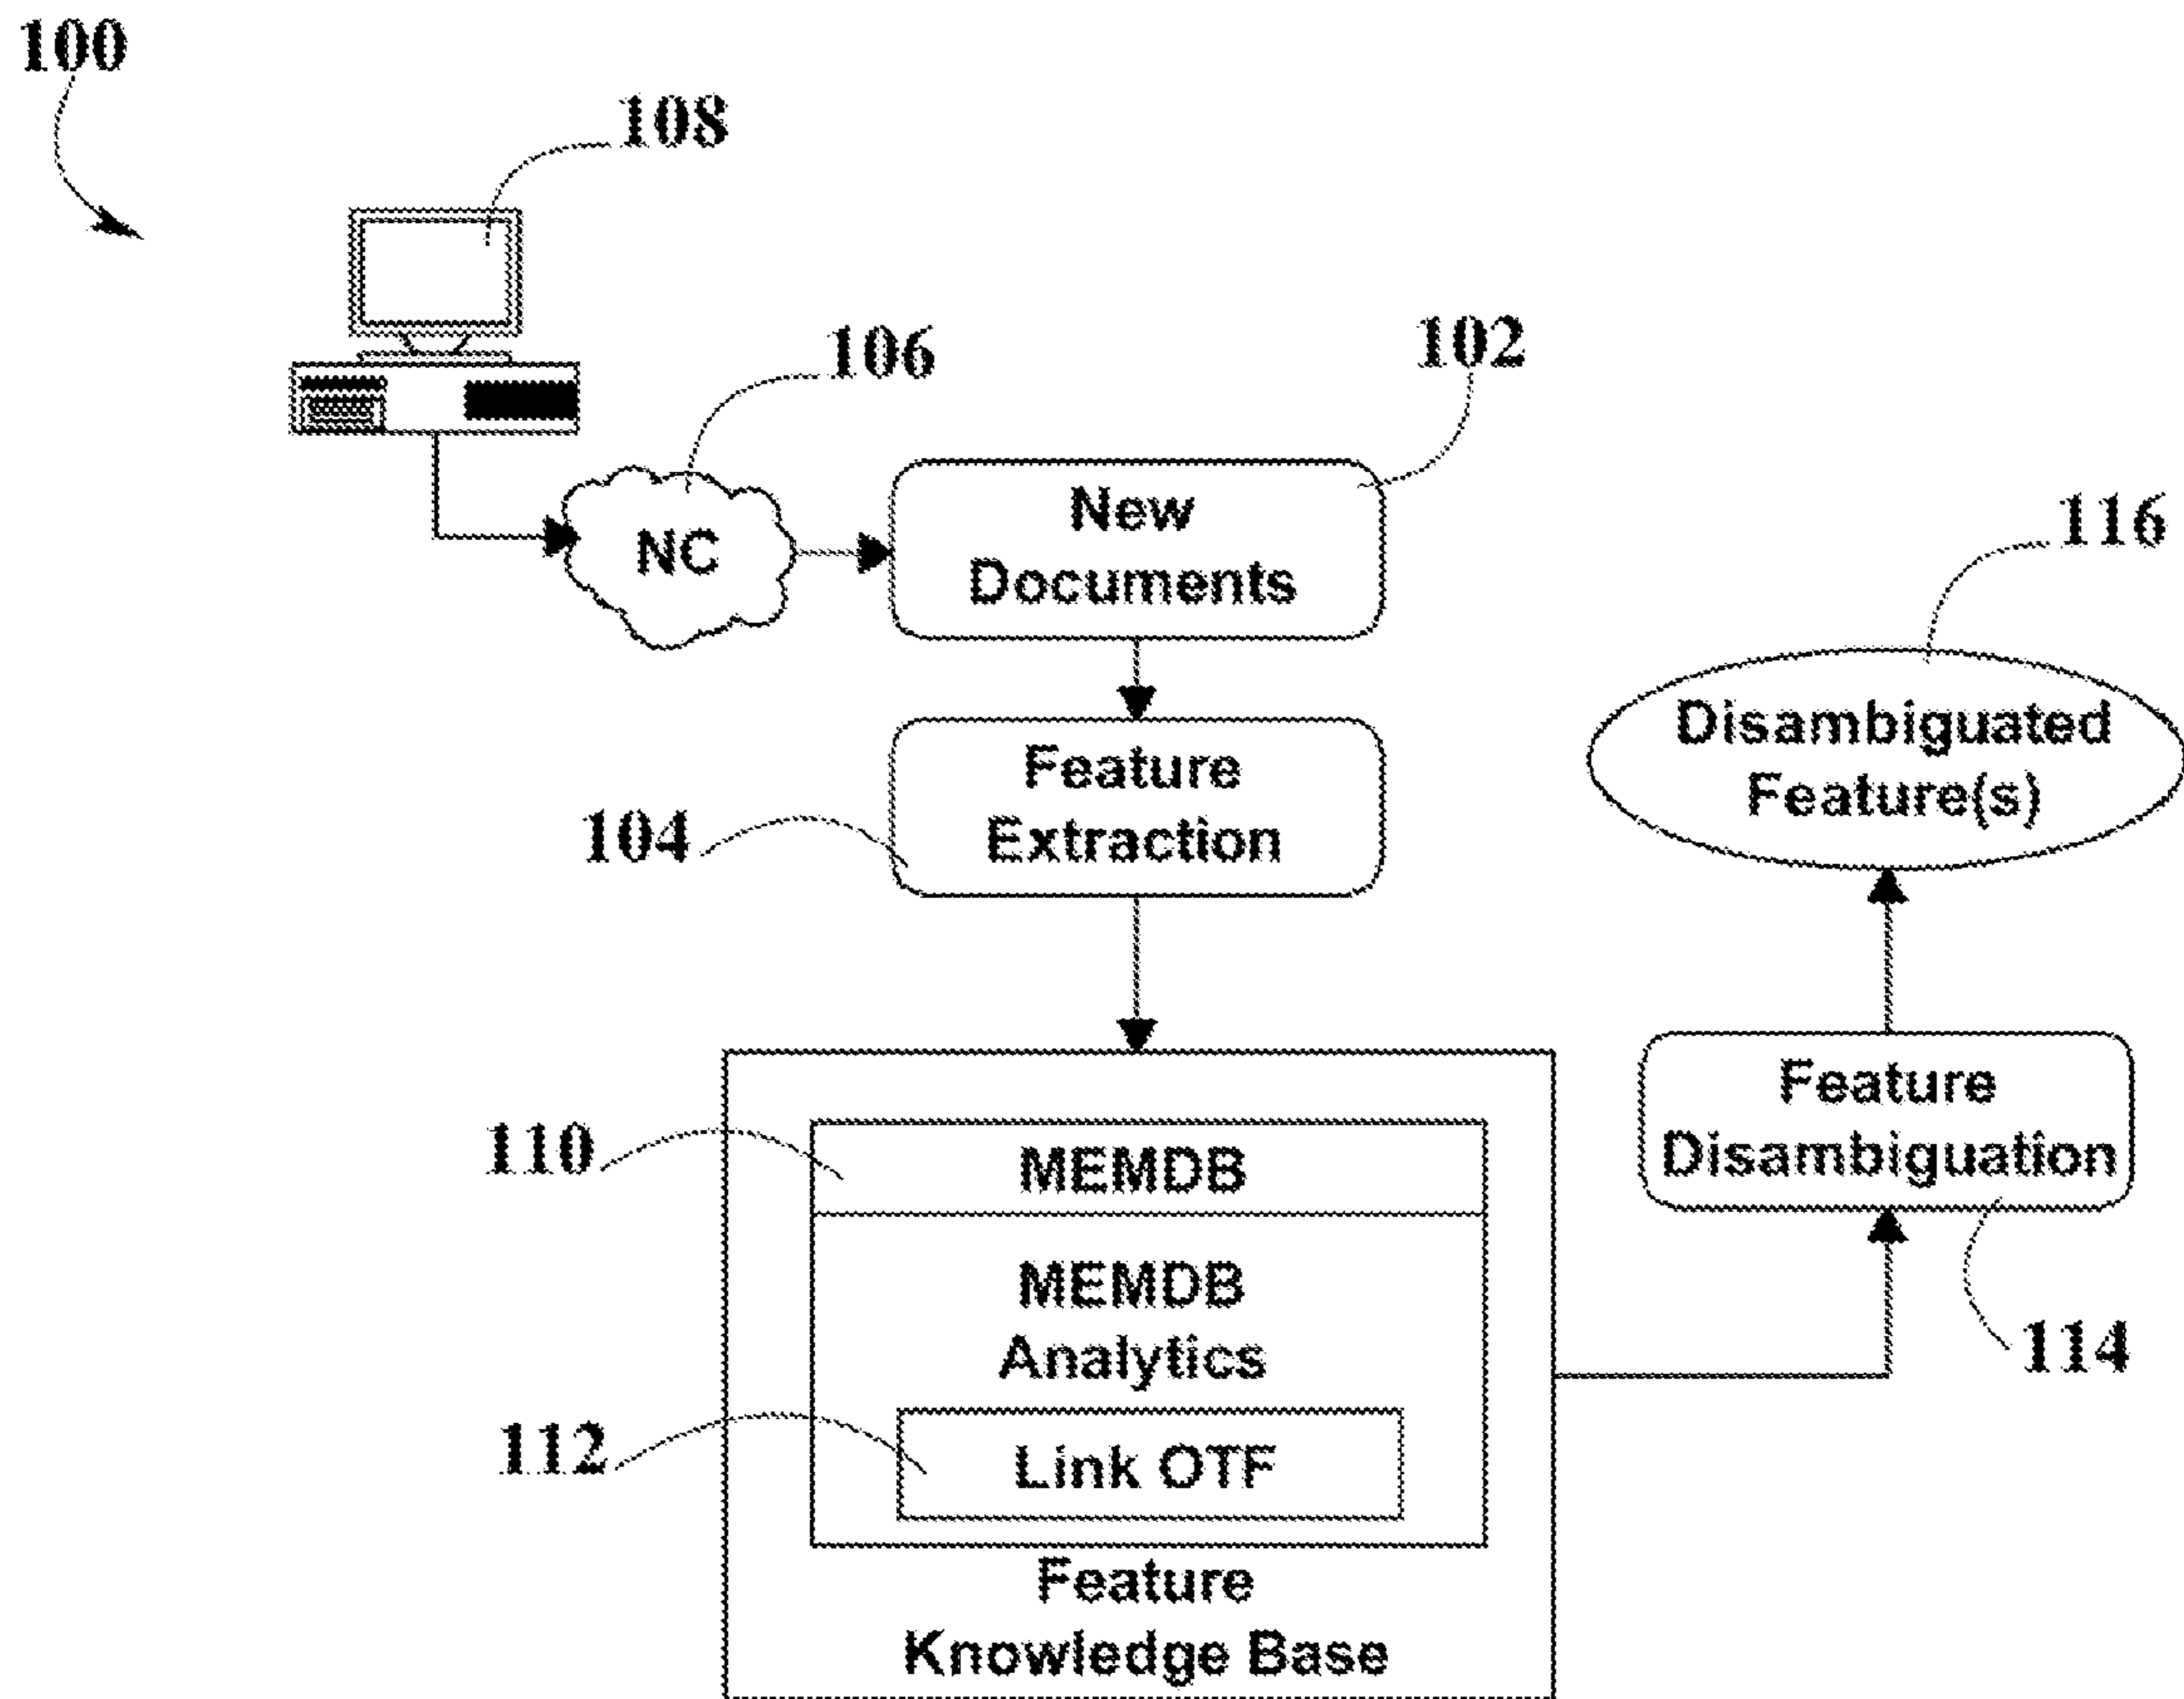 100
108
106
102
NC
New
Documents
116
Feature
Extraction
104
Disambiguated
Feature(s)
110
MEMDB
MEMDB
Analytics
112
Link OTF
Feature
Knowledge Base
Feature
Disambiguation
114